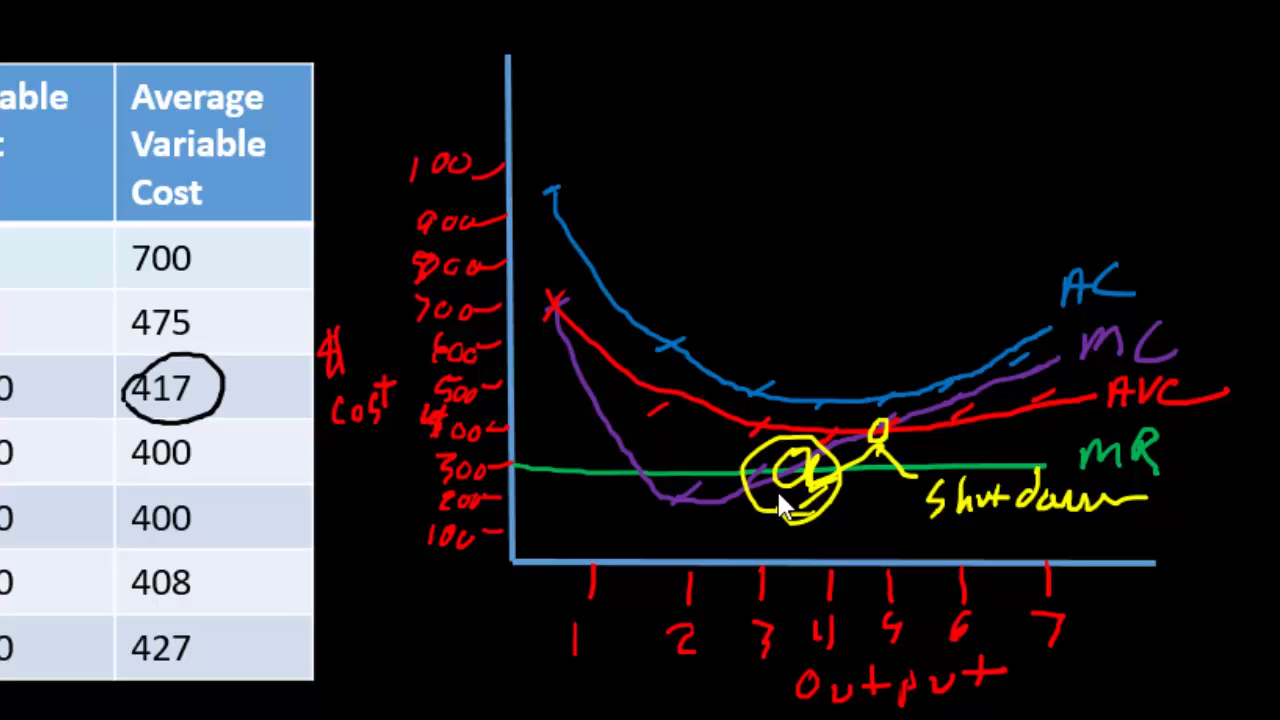 able
Average
Variable
Cost
t
700
475
0
417
0
400
0
400
0
408
0
427
$
cost
100
900
800
700
600
500
400
300
200
100
AC
MC
AVC
MR
a
Shutdown
1 2 3 4 5 6 7
Output